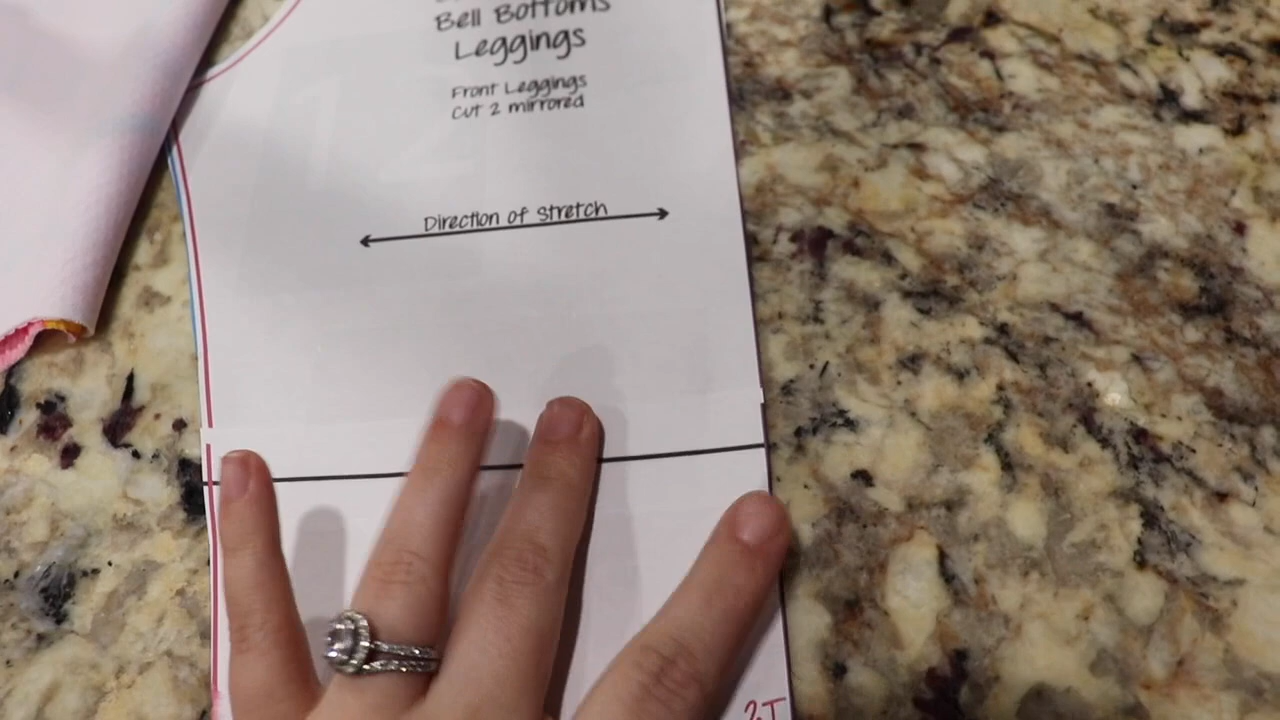 Bell Bottoms
Leggings
Front Leggings
Cut 2 mirrored
Direction of Stretch
2T